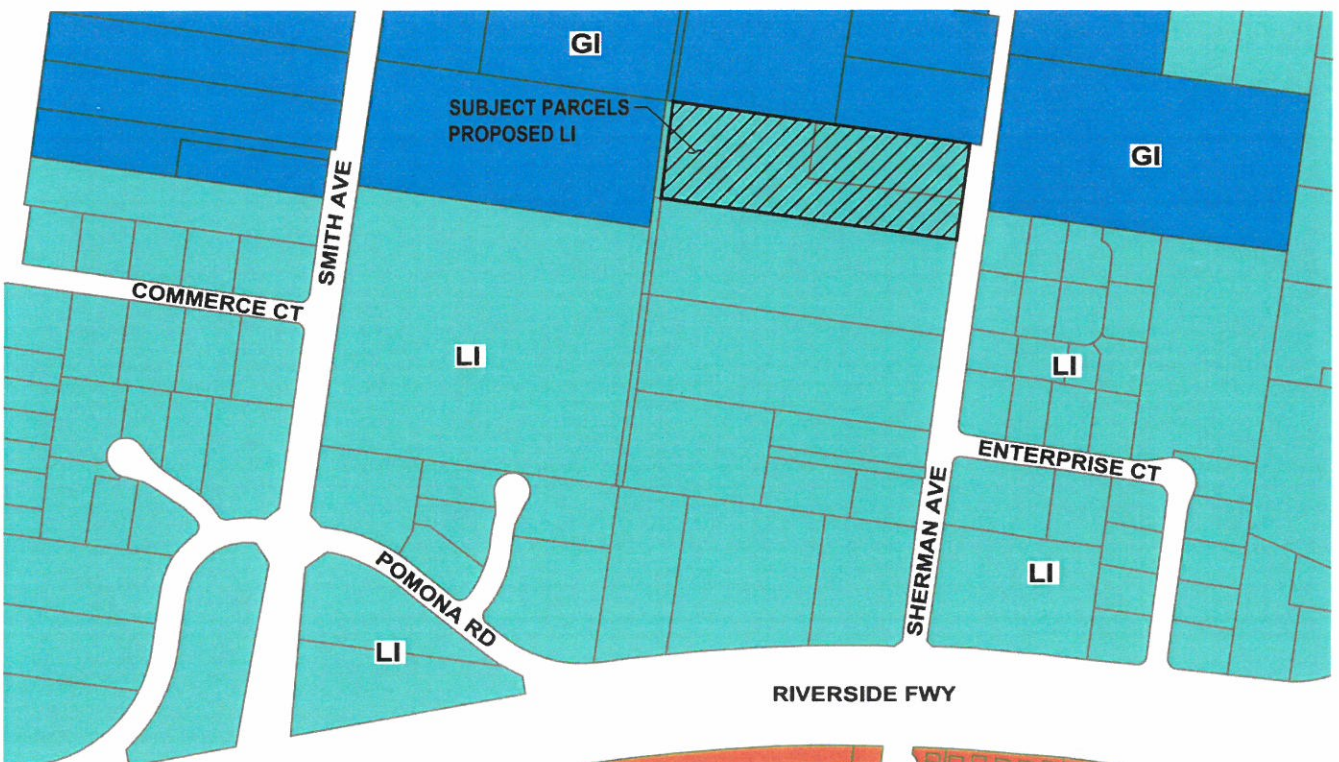 GI
SUBJECT PARCELS
PROPOSED LI
GI
SMITH AVE
COMMERCE CT
LI
LI
ENTERPRISE CT
SHERMAN AVE
POMONA RD
LI
LI
RIVERSIDE FWY